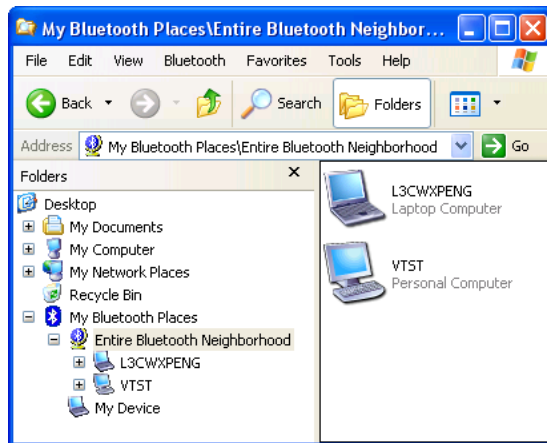 My Bluetooth Places\Entire Bluetooth Neighbor...
File Edit View Bluetooth Favorites Tools Help
Back Search Folders
Address My Bluetooth Places\Entire Bluetooth Neighborhood Go
Folders x
Desktop
My Documents
My Computer
My Network Places
Recycle Bin
My Bluetooth Places
Entire Bluetooth Neighborhood
L3CWXPENG
VTST
My Device
L3CWXPENG
Laptop Computer
VTST
Personal Computer